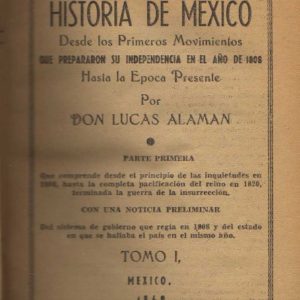 HISTORIA DE MEXICO
Desde los Primeros Movimientos
QUE PREPARARON SU INDEPENDENCIA EN EL AÑO DE 1808
Hasta la Epoca Presente
Por
DON LUCAS ALAMAN
PARTE PRIMERA
Que comprende desde el principio de las inquietudes en
1808, hasta la completa pacificación del reino en 1820,
terminada la guerra de la insurrección.
CON UNA NOTICIA PRELIMINAR
Del sistema de gobierno que regía en 1808 y del estado
en que se hallaba el país en el mismo año.
TOMO I,
MEXICO,